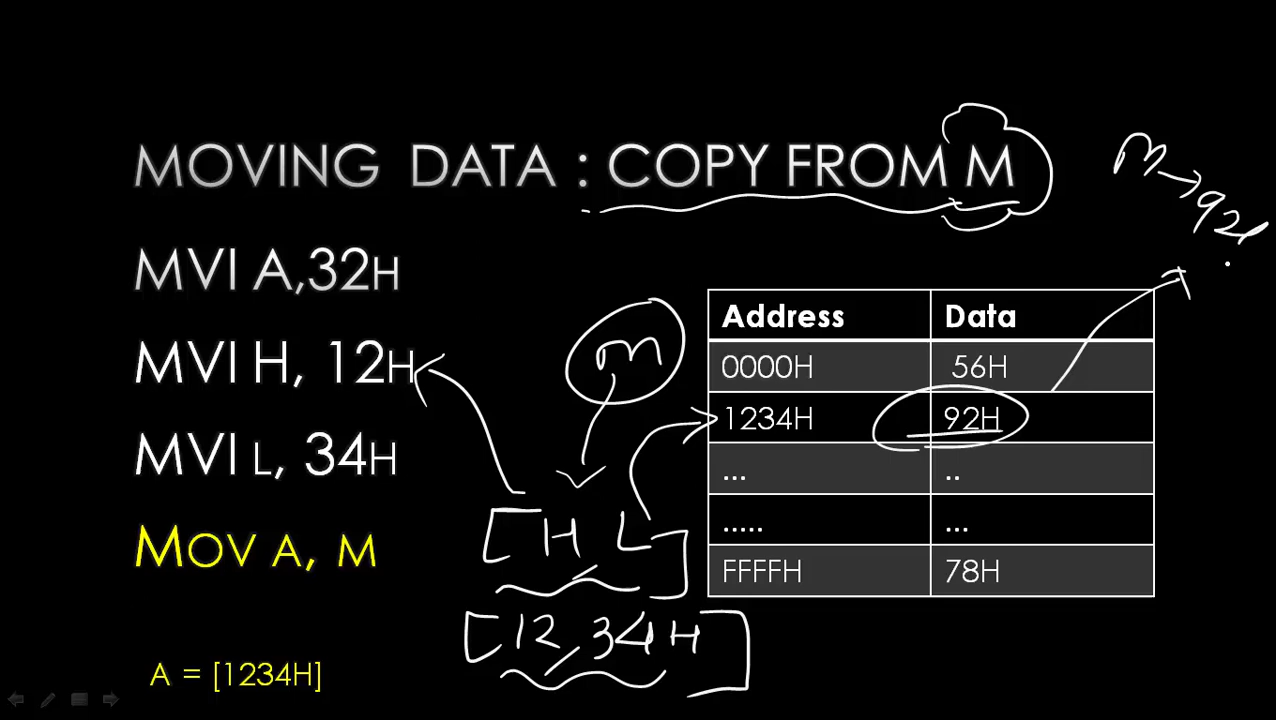 MOVING DATA : COPY FROM M
m → 92H
MVI A,32H
MVI H, 12H
MVI L, 34H
MOV A, M
A = [1234H]
m
[H L]
[12 34H]
Address Data
0000H 56H
1234H 92H
... ..
..... ...
FFFFH 78H